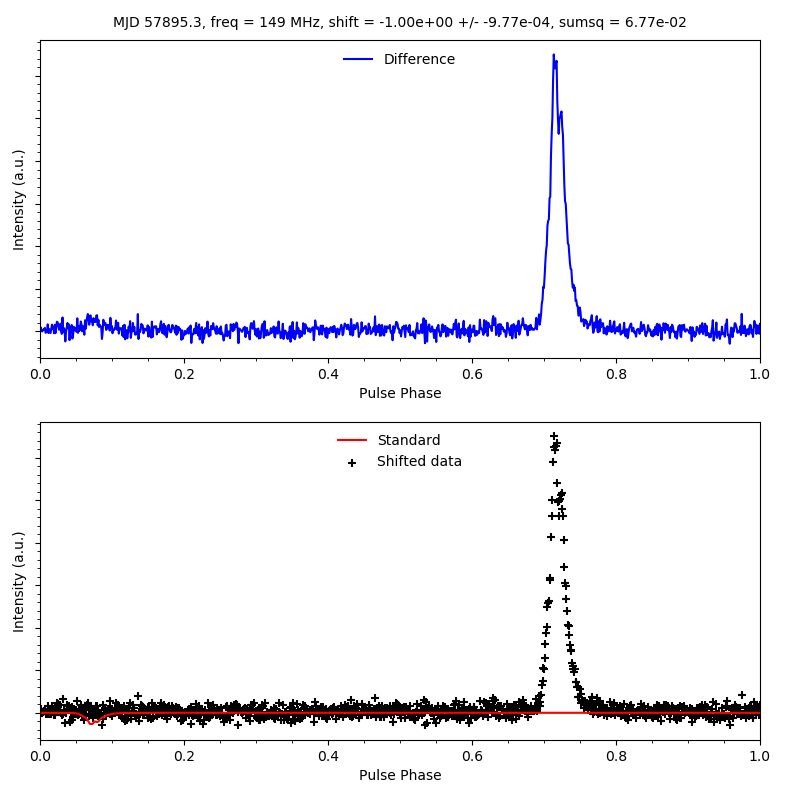 MJD 57895.3, freq = 149 MHz, shift = -1.00e+00 +/- -9.77e-04, sumsq = 6.77e-02
Difference
Intensity (a.u.)
0.0 0.2 0.4 0.6 0.8 1.0
Pulse Phase
Standard
Shifted data
Intensity (a.u.)
0.0 0.2 0.4 0.6 0.8 1.0
Pulse Phase